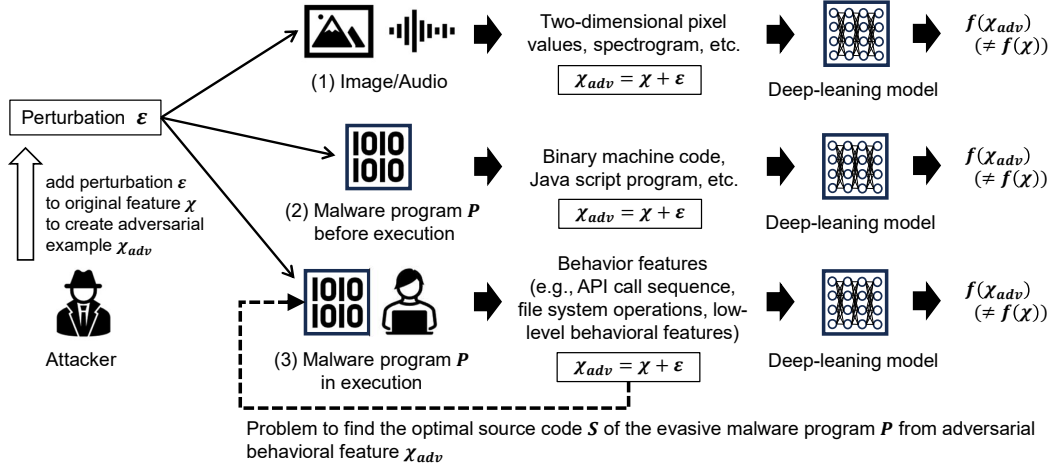 Perturbation ε
add perturbation ε
to original feature χ
to create adversarial
example χadv
Attacker
(1) Image/Audio
Two-dimensional pixel
values, spectrogram, etc.
χadv = χ + ε
Deep-leaning model
f(χadv)
(≠ f(χ))
IOIO
IOIO
(2) Malware program P
before execution
Binary machine code,
Java script program, etc.
χadv = χ + ε
Deep-leaning model
f(χadv)
(≠ f(χ))
IOIO
IOIO
(3) Malware program P
in execution
Behavior features
(e.g., API call sequence,
file system operations, low-
level behavioral features)
χadv = χ + ε
Deep-leaning model
f(χadv)
(≠ f(χ))
Problem to find the optimal source code S of the evasive malware program P from adversarial
behavioral feature χadv